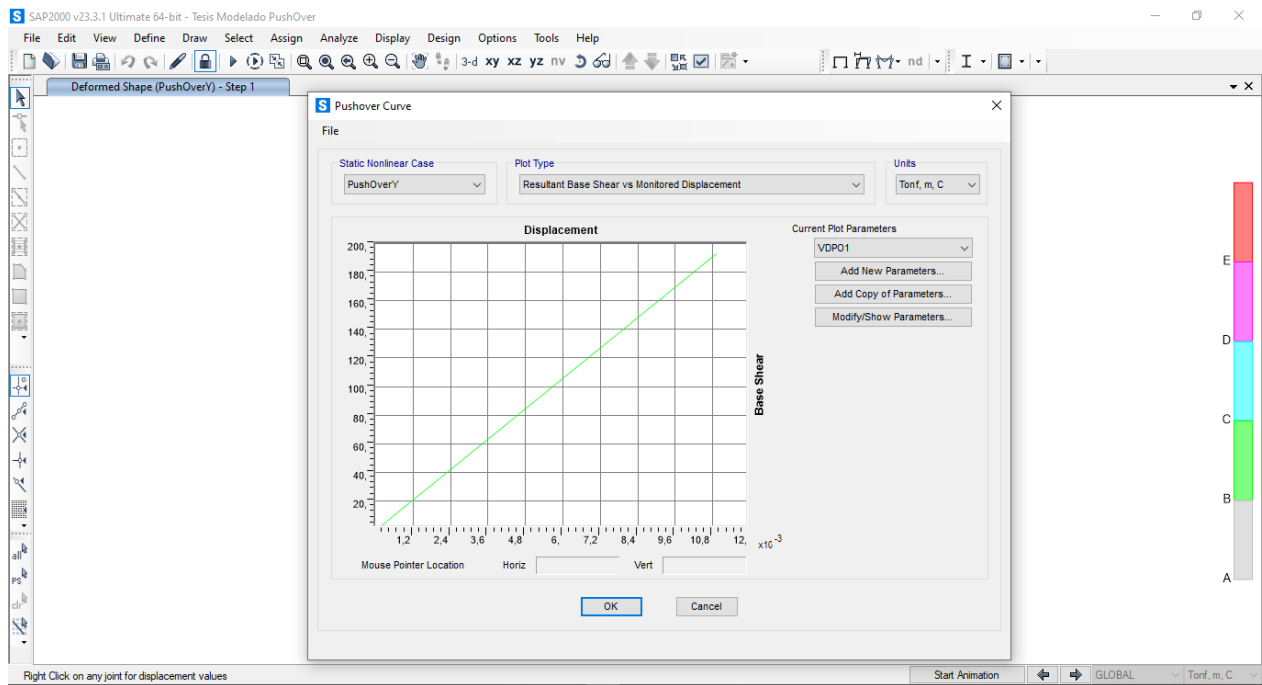 SAP2000 v23.3.1 Ultimate 64-bit - Tesis Modelado PushOver
File Edit View Define Draw Select Assign Analyze Display Design Options Tools Help
3-d xy xz yz nv nd
Deformed Shape (PushOverY) - Step 1
Pushover Curve
File
Static Nonlinear Case Plot Type Units
PushOverY Resultant Base Shear vs Monitored Displacement Tonf, m, C
Displacement
Current Plot Parameters
VDPO1
Add New Parameters...
Add Copy of Parameters...
Modify/Show Parameters...
200,
180,
160,
140,
120,
100,
80,
60,
40,
20,
Base Shear
1,2 2,4 3,6 4,8 6, 7,2 8,4 9,6 10,8 12, x10 -3
Mouse Pointer Location Horiz Vert
OK Cancel
E
D
C
B
A
all
PS
clr
Right Click on any joint for displacement values
Start Animation GLOBAL Tonf, m, C